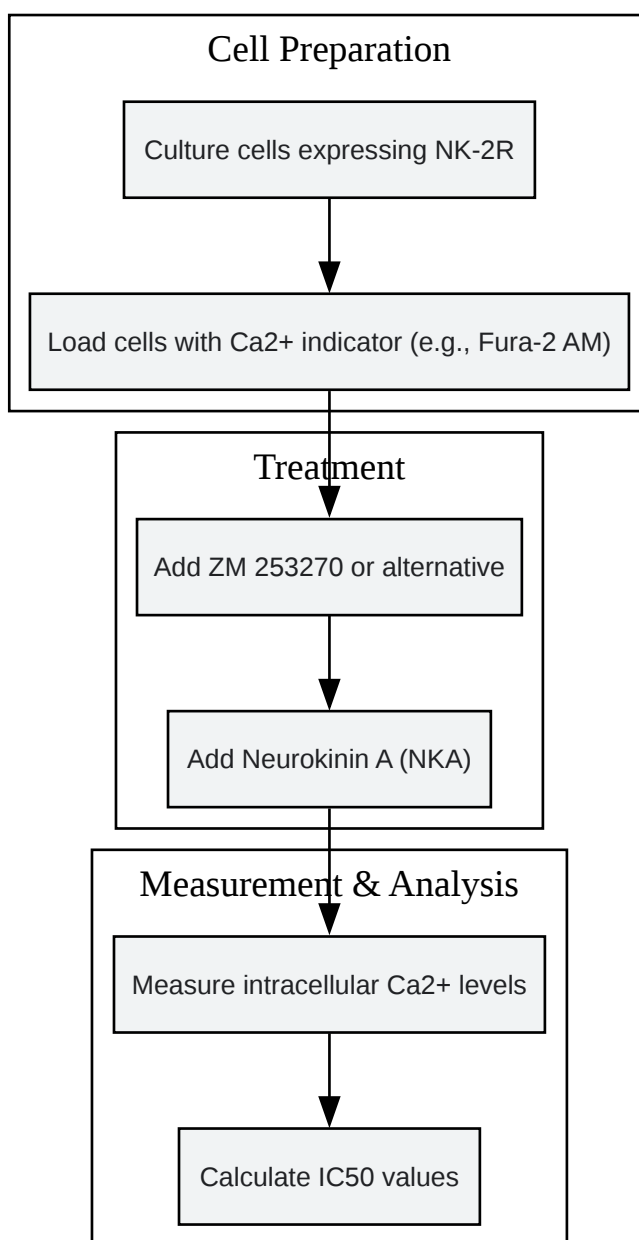 Cell Preparation
Culture cells expressing NK-2R
Load cells with Ca2+ indicator (e.g., Fura-2 AM)
Treatment
Add ZM 253270 or alternative
Add Neurokinin A (NKA)
Measurement & Analysis
Measure intracellular Ca2+ levels
Calculate IC50 values